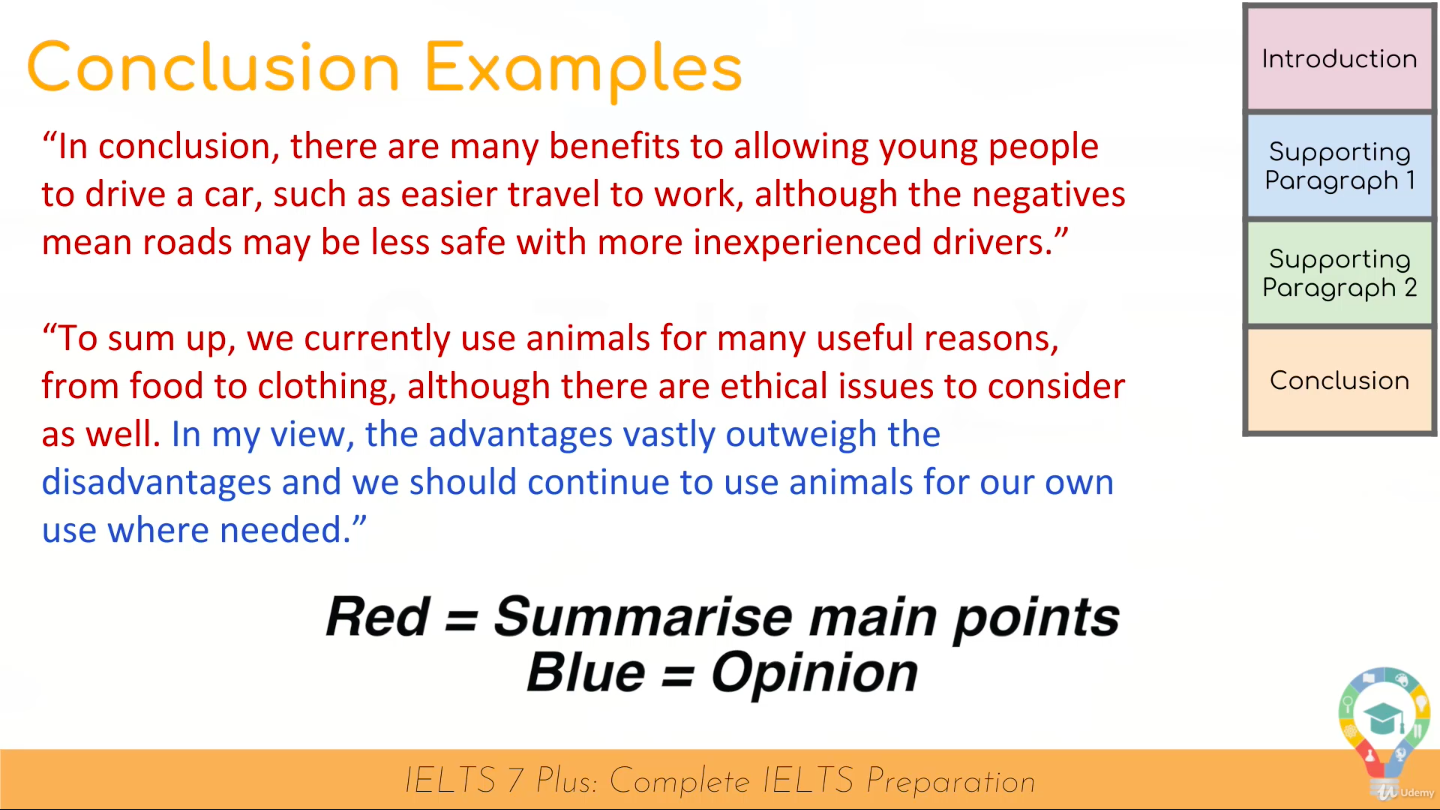 Conclusion Examples
“In conclusion, there are many benefits to allowing young people
to drive a car, such as easier travel to work, although the negatives
mean roads may be less safe with more inexperienced drivers.”
“To sum up, we currently use animals for many useful reasons,
from food to clothing, although there are ethical issues to consider
as well. In my view, the advantages vastly outweigh the
disadvantages and we should continue to use animals for our own
use where needed.”
Red = Summarise main points
Blue = Opinion
Introduction
Supporting
Paragraph 1
Supporting
Paragraph 2
Conclusion
IELTS 7 Plus: Complete IELTS Preparation
Udemy